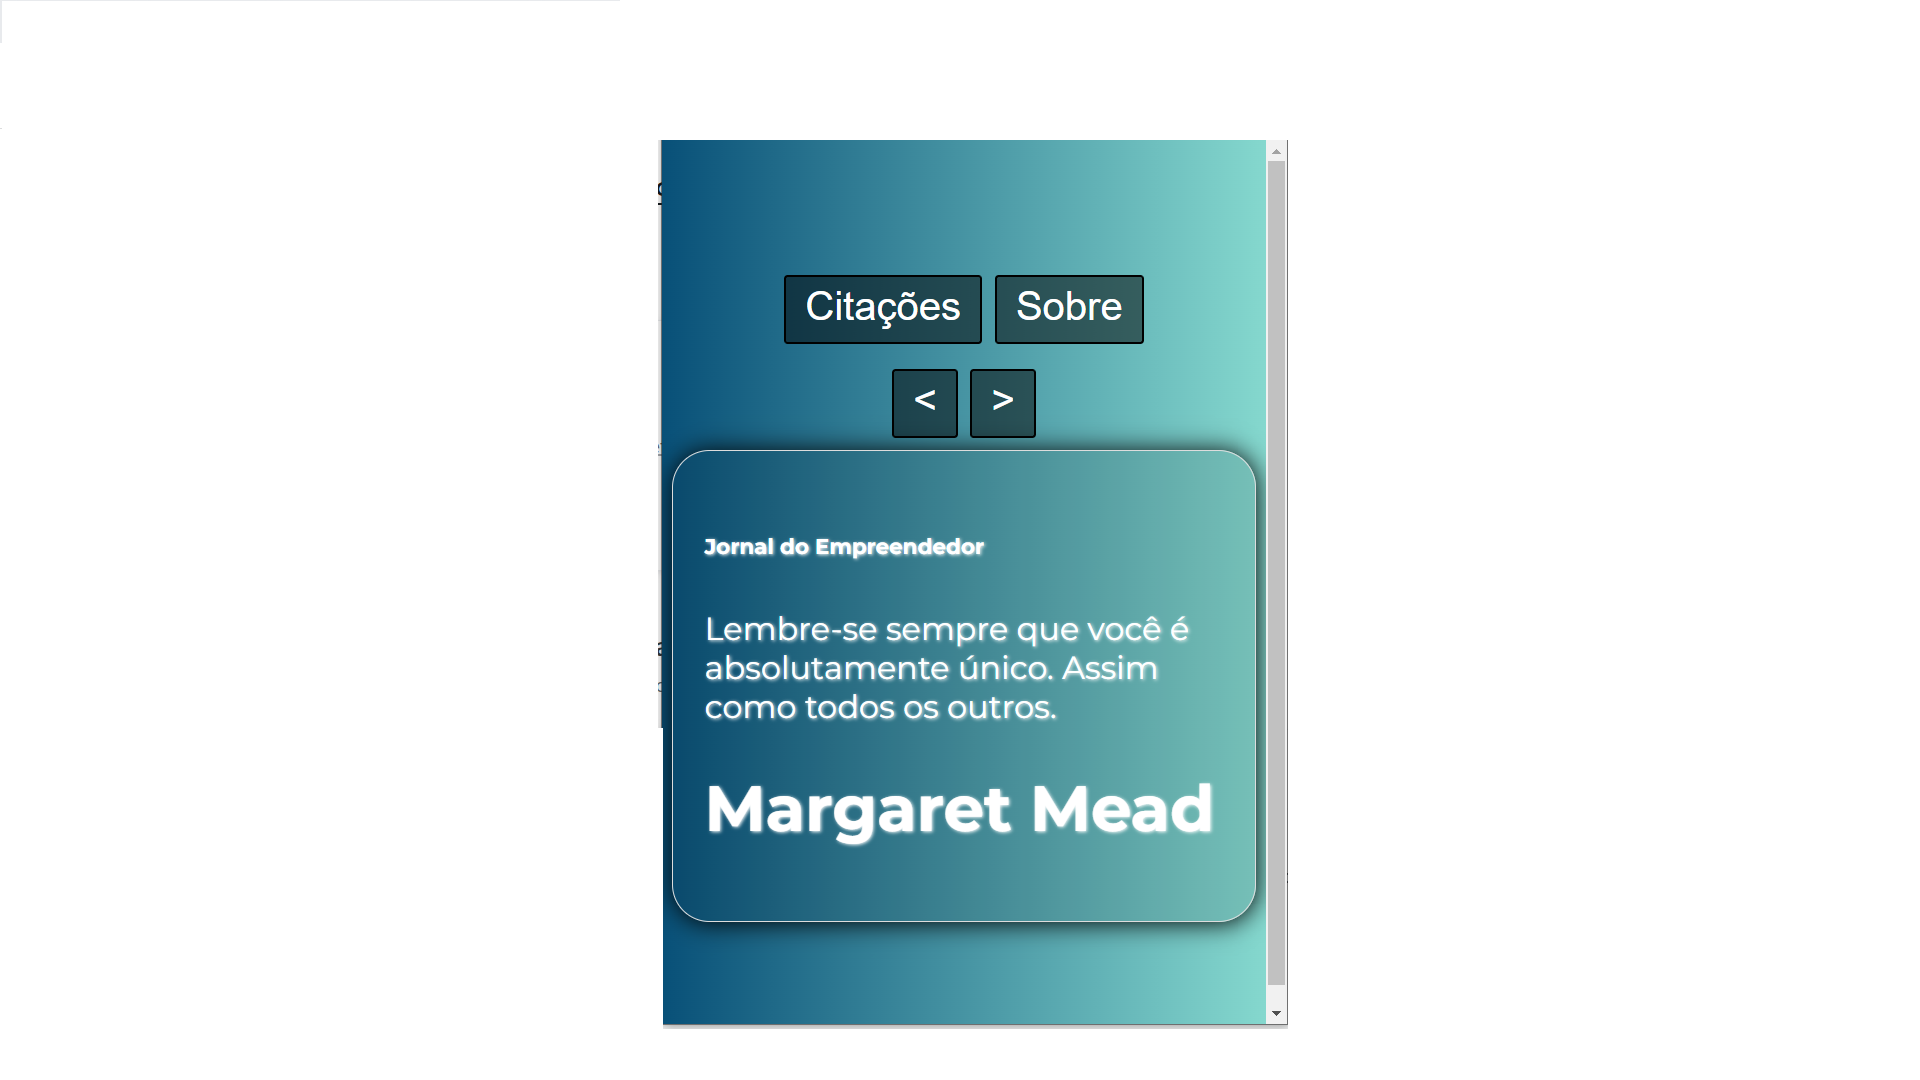 Citações Sobre
< >
Jornal do Empreendedor
Lembre-se sempre que você é
absolutamente único. Assim
como todos os outros.
Margaret Mead